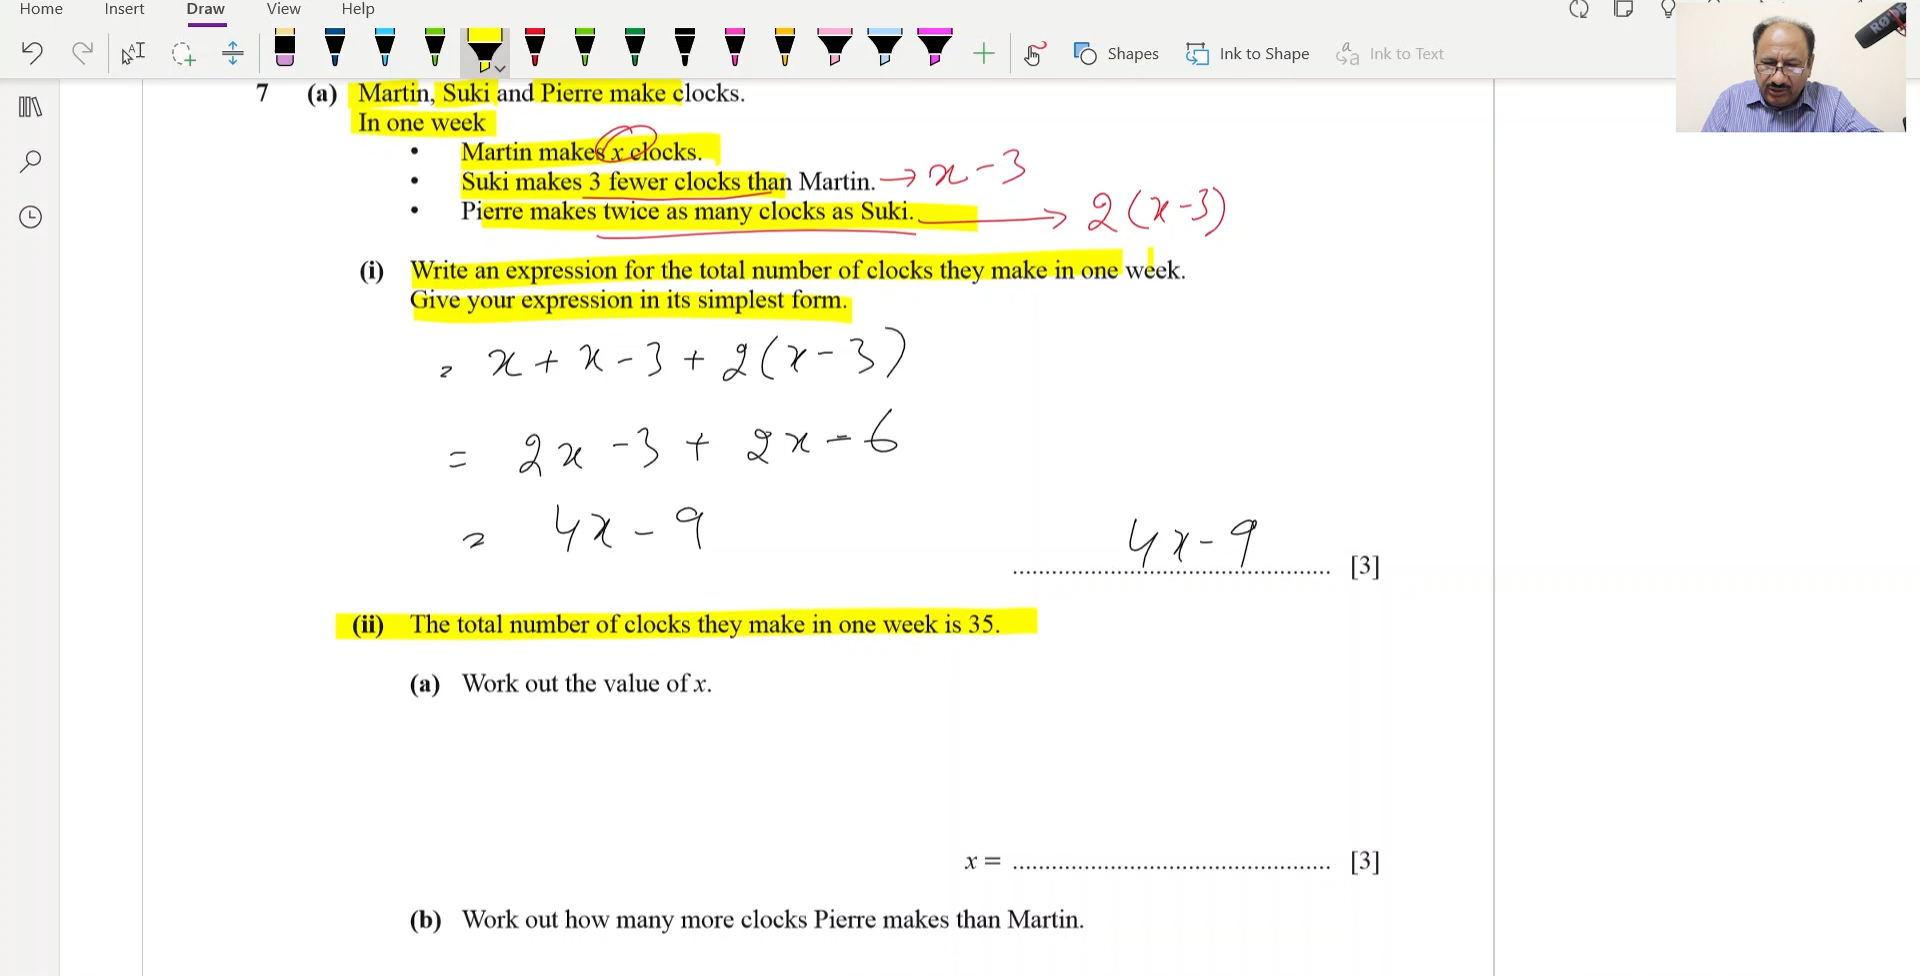 Home Insert Draw View Help
Shapes Ink to Shape Ink to Text
RODE
7 (a) Martin, Suki and Pierre make clocks.
In one week
• Martin makes x clocks.
• Suki makes 3 fewer clocks than Martin. → x - 3
• Pierre makes twice as many clocks as Suki. → 2(x-3)
(i) Write an expression for the total number of clocks they make in one week.
Give your expression in its simplest form.
= x + x - 3 + 2(x - 3)
= 2x - 3 + 2x - 6
= 4x - 9
4x - 9
.................................................. [3]
(ii) The total number of clocks they make in one week is 35.
(a) Work out the value of x.
x = .................................................. [3]
(b) Work out how many more clocks Pierre makes than Martin.